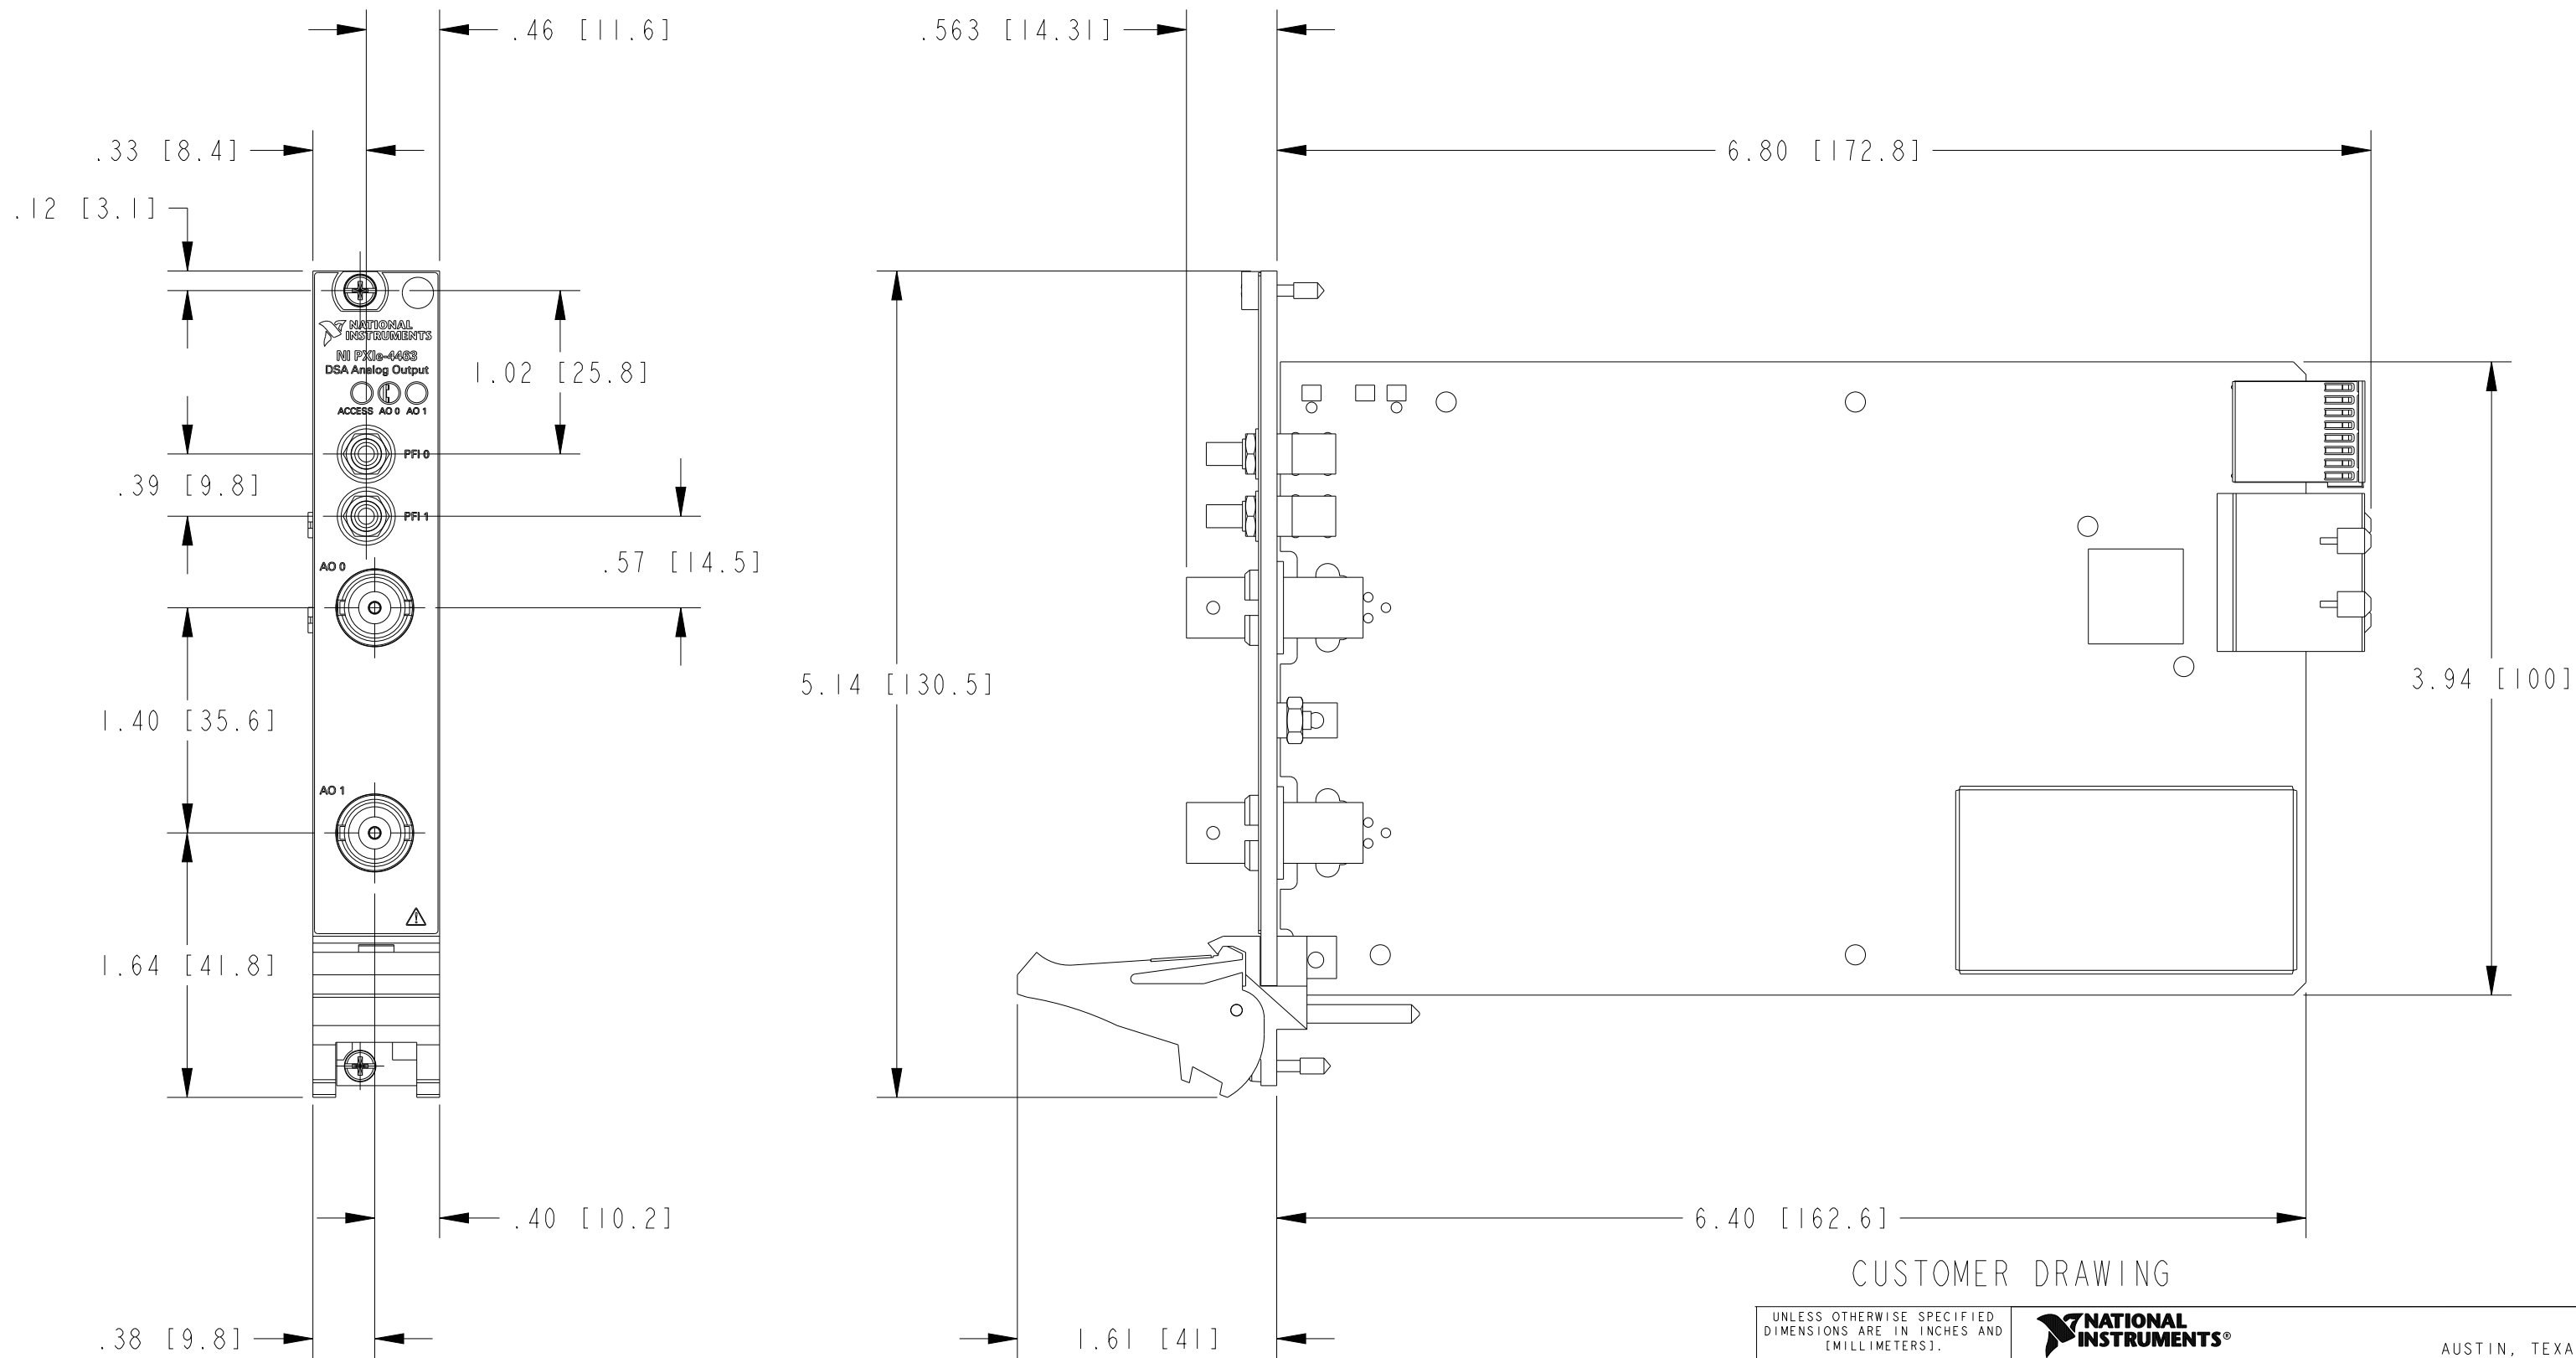 .46 [11.6]
.563 [14.31]
.33 [8.4]
6.80 [172.8]
.12 [3.1]
NATIONAL
INSTRUMENTS
NI PXIe-4463
DSA Analog Output
ACCESS AO 0 AO 1
1.02 [25.8]
PFI 0
.39 [9.8]
PFI 1
.57 [14.5]
AO 0
5.14 [130.5]
3.94 [100]
1.40 [35.6]
AO 1
1.64 [41.8]
.40 [10.2]
6.40 [162.6]
CUSTOMER DRAWING
.38 [9.8]
1.61 [41]
UNLESS OTHERWISE SPECIFIED
DIMENSIONS ARE IN INCHES AND
[MILLIMETERS].
NATIONAL
INSTRUMENTS®
AUSTIN, TEXA